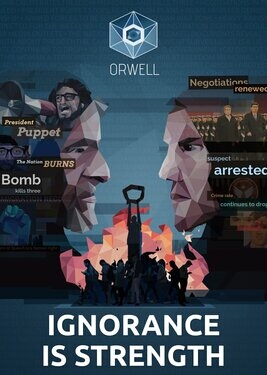 ORWELL
Negotiations
renewed
President
Puppet
The Nation BURNS
suspect
Bomb
arrested
kills three
Crime rate
continues to drop
IGNORANCE
IS STRENGTH